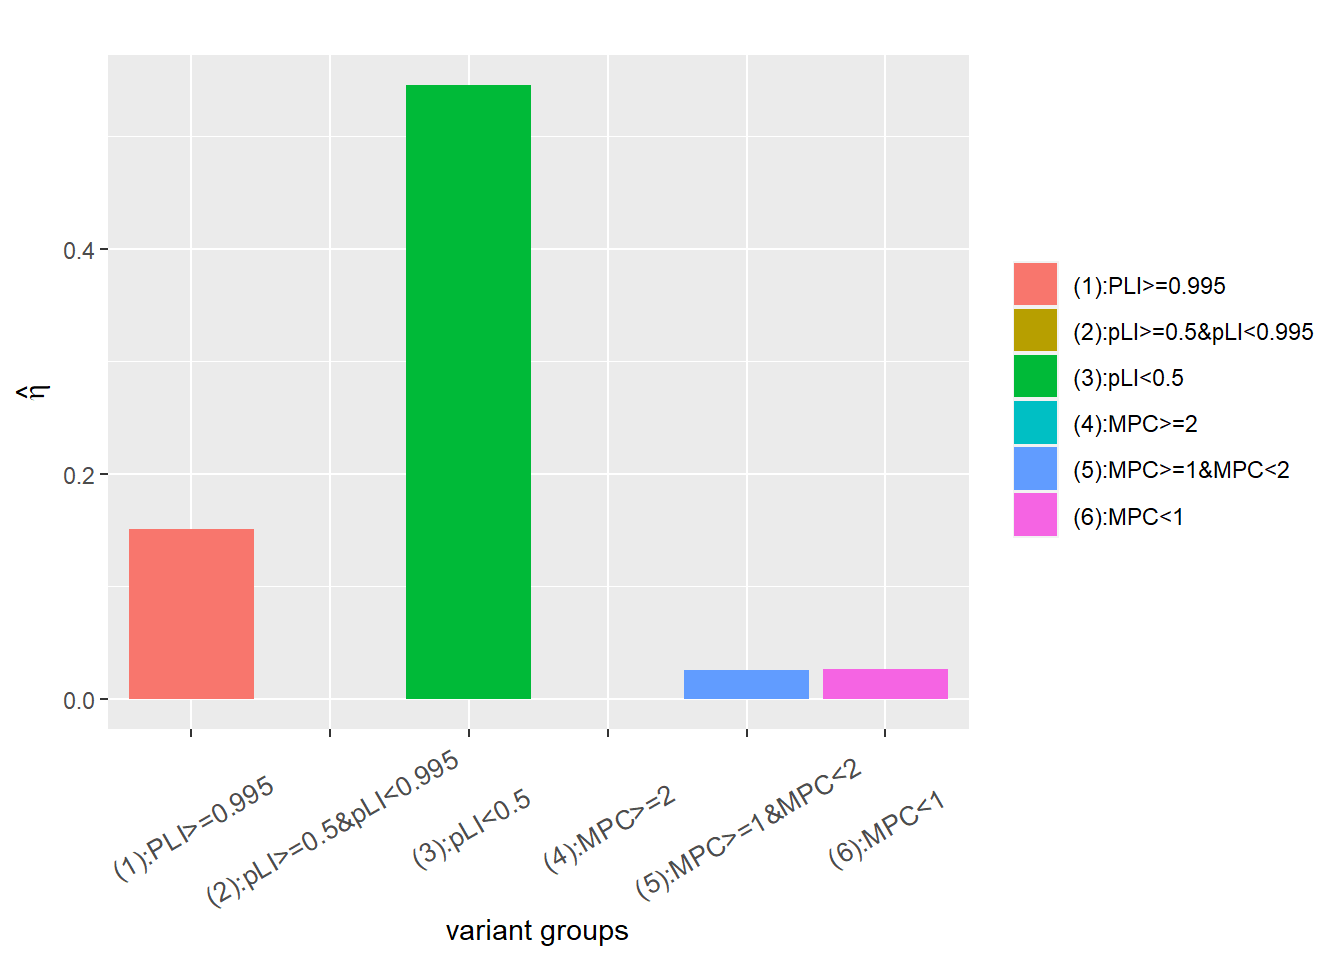 0.4
0.2
0.0
η̂
(1):PLI>=0.995
(2):pLI>=0.5&pLI<0.995
(3):pLI<0.5
(4):MPC>=2
(5):MPC>=1&MPC<2
(6):MPC<1
variant groups
(1):PLI>=0.995
(2):pLI>=0.5&pLI<0.995
(3):pLI<0.5
(4):MPC>=2
(5):MPC>=1&MPC<2
(6):MPC<1